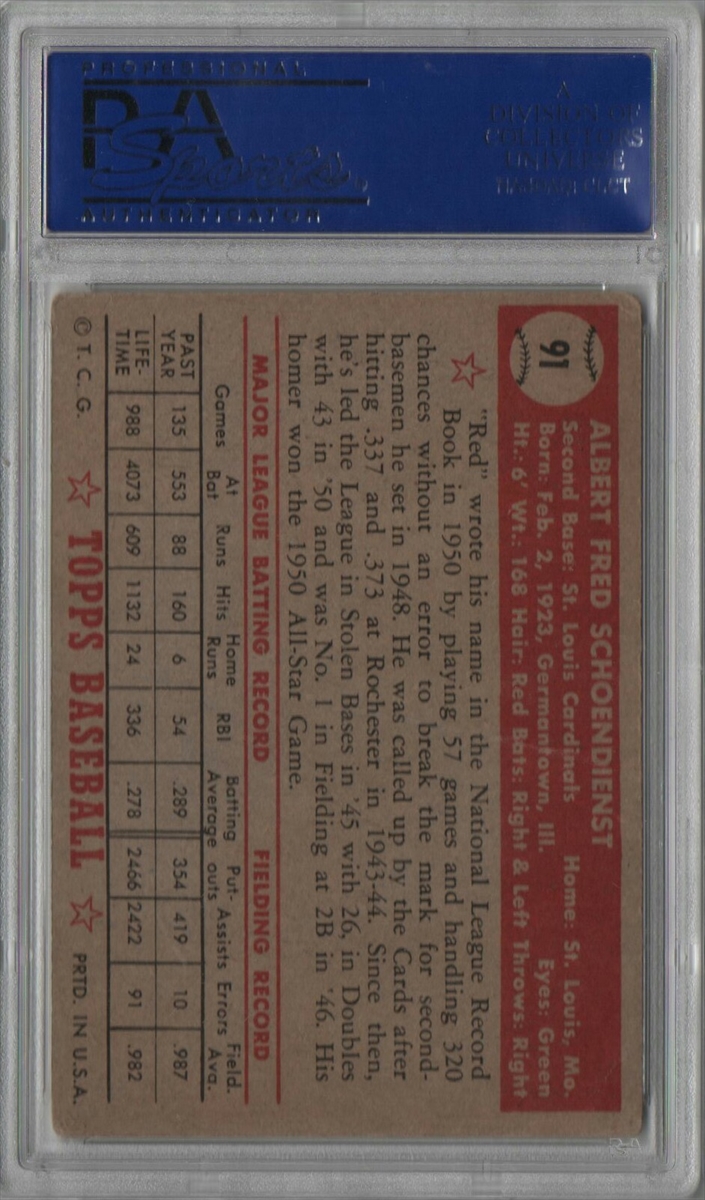 PROFESSIONAL
PSA
Sports®
AUTHENTICATOR
A
DIVISION OF
COLLECTORS
UNIVERSE
NASDAQ: CLCT
91
ALBERT FRED SCHOENDIENST
Second Base: St. Louis Cardinals Home: St. Louis, Mo.
Born: Feb. 2, 1923, Germantown, Ill. Eyes: Green
Ht.: 6' Wt.: 168 Hair: Red Bats: Right & Left Throws: Right
"Red" wrote his name in the National League Record
Book in 1950 by playing 57 games and handling 320
chances without an error to break the mark for second-
basemen he set in 1948. He was called up by the Cards after
hitting .337 and .373 at Rochester in 1943-44. Since then,
he's led the League in Stolen Bases in '45 with 26, in Doubles
with 43 in '50 and was No. 1 in Fielding at 2B in '46. His
homer won the 1950 All-Star Game.
MAJOR LEAGUE BATTING RECORD FIELDING RECORD
Games At Bat Runs Hits Home Runs RBI Batting Average Put-outs Assists Errors Field. Avg.
PAST YEAR 135 553 88 160 6 54 .289 354 419 10 .987
LIFE-TIME 988 4073 609 1132 24 336 .278 2466 2422 91 .982
© T. C. G. TOPPS BASEBALL PRTD. IN U.S.A.
PSA